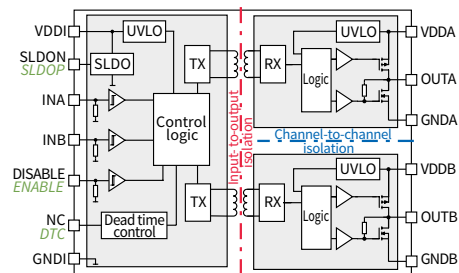 VDDI
SLDON
SLDOP
INA
INB
DISABLE
ENABLE
NC
DTC
GNDI
UVLO
SLDO
Control
logic
Dead time
control
TX
TX
Input-to-output
isolation
Channel-to-channel
isolation
UVLO
RX
Logic
VDDA
OUTA
GNDA
UVLO
RX
Logic
VDDB
OUTB
GNDB